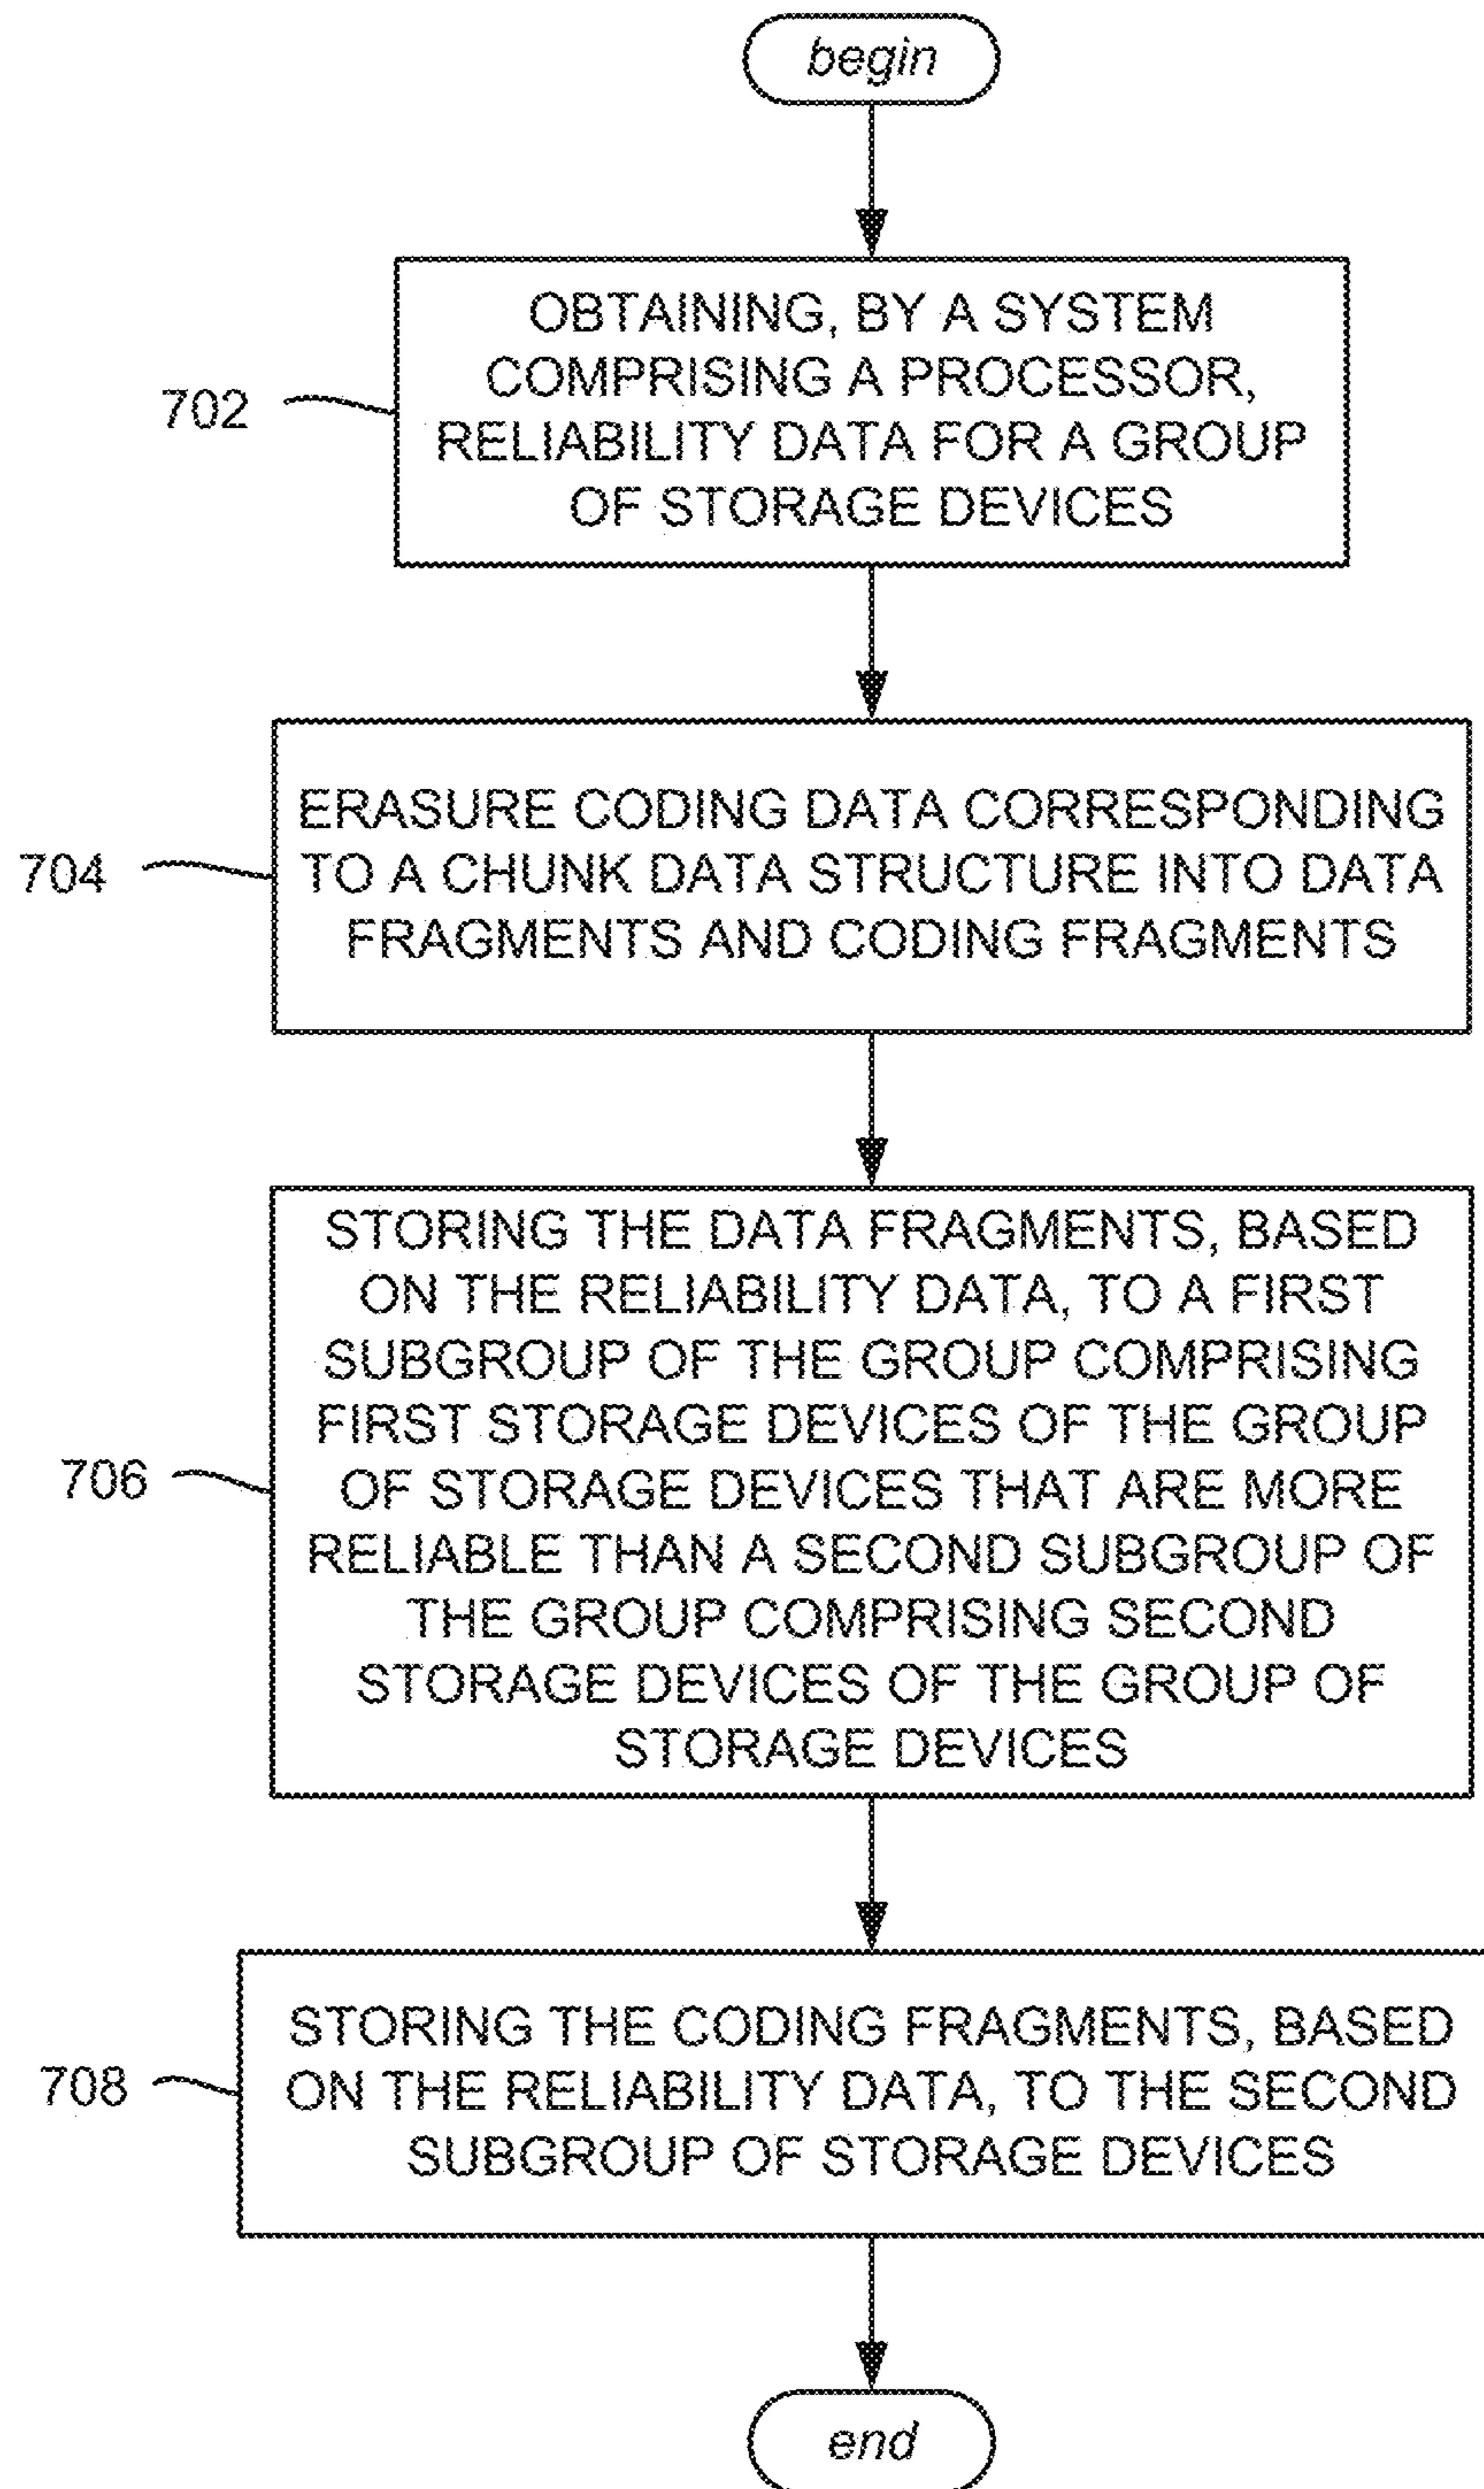 begin
702
OBTAINING, BY A SYSTEM
COMPRISING A PROCESSOR,
RELIABILITY DATA FOR A GROUP
OF STORAGE DEVICES
704
ERASURE CODING DATA CORRESPONDING
TO A CHUNK DATA STRUCTURE INTO DATA
FRAGMENTS AND CODING FRAGMENTS
706
STORING THE DATA FRAGMENTS, BASED
ON THE RELIABILITY DATA, TO A FIRST
SUBGROUP OF THE GROUP COMPRISING
FIRST STORAGE DEVICES OF THE GROUP
OF STORAGE DEVICES THAT ARE MORE
RELIABLE THAN A SECOND SUBGROUP OF
THE GROUP COMPRISING SECOND
STORAGE DEVICES OF THE GROUP OF
STORAGE DEVICES
708
STORING THE CODING FRAGMENTS, BASED
ON THE RELIABILITY DATA, TO THE SECOND
SUBGROUP OF STORAGE DEVICES
end